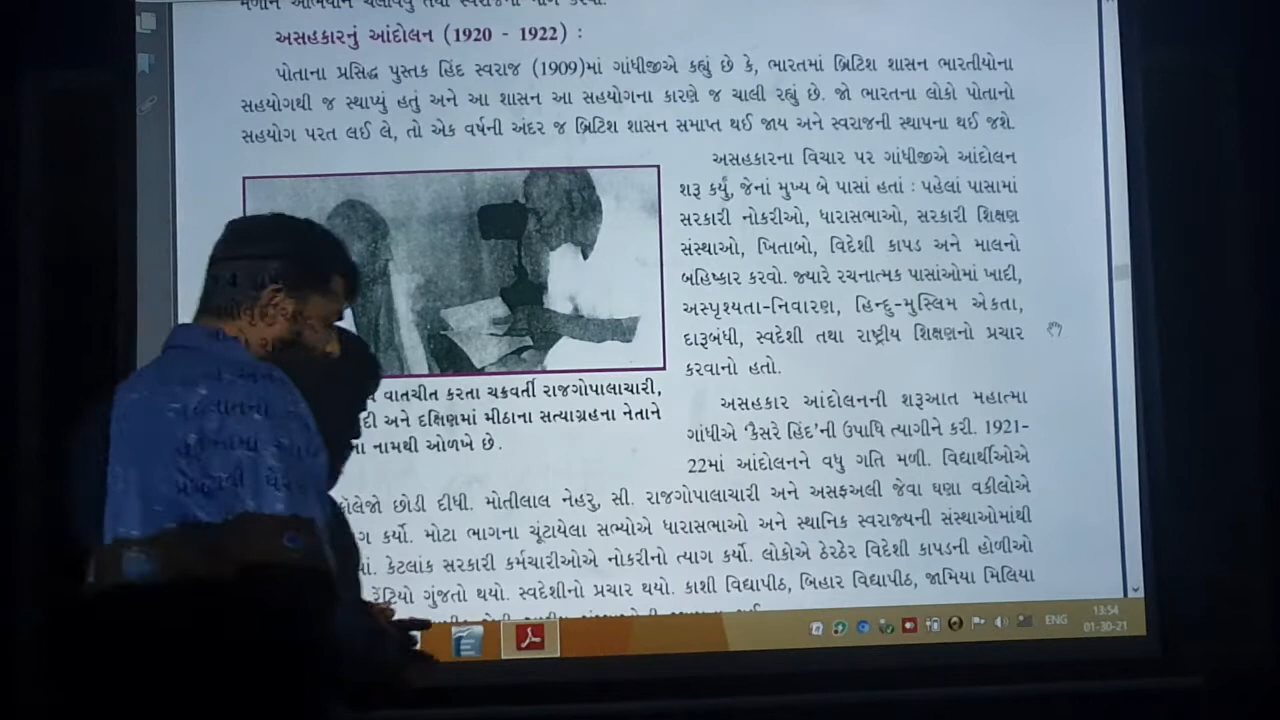 અસહકારનું આંદોલન (1920 - 1922) :
પોતાના પ્રસિદ્ધ પુસ્તક હિંદ સ્વરાજ (1909)માં ગાંધીજીએ કહ્યું છે કે, ભારતમાં બ્રિટિશ શાસન ભારતીયોના
સહયોગથી જ સ્થાપ્યું હતું અને આ શાસન આ સહયોગના કારણે જ ચાલી રહ્યું છે. જો ભારતના લોકો પોતાનો
સહયોગ પરત લઈ લે, તો એક વર્ષની અંદર જ બ્રિટિશ શાસન સમાપ્ત થઈ જાય અને સ્વરાજની સ્થાપના થઈ જશે.
અસહકારના વિચાર પર ગાંધીજીએ આંદોલન
શરૂ કર્યું, જેનાં મુખ્ય બે પાસાં હતાં : પહેલાં પાસામાં
સરકારી નોકરીઓ, ધારાસભાઓ, સરકારી શિક્ષણ
સંસ્થાઓ, ખિતાબો, વિદેશી કાપડ અને માલનો
બહિષ્કાર કરવો. જ્યારે રચનાત્મક પાસાંઓમાં ખાદી,
અસ્પૃશ્યતા-નિવારણ, હિન્દુ-મુસ્લિમ એકતા,
દારૂબંધી, સ્વદેશી તથા રાષ્ટ્રીય શિક્ષણનો પ્રચાર
કરવાનો હતો.
વાતચીત કરતા ચક્રવર્તી રાજગોપાલાચારી,
અને દક્ષિણમાં મીઠાના સત્યાગ્રહના નેતાને
નામથી ઓળખે છે.
અસહકાર આંદોલનની શરૂઆત મહાત્મા
ગાંધીએ ‘કૈસરે હિંદ’ની ઉપાધિ ત્યાગીને કરી. 1921-
22માં આંદોલનને વધુ ગતિ મળી. વિદ્યાર્થીઓએ
કૉલેજો છોડી દીધી. મોતીલાલ નેહરુ, સી. રાજગોપાલાચારી અને અસફઅલી જેવા ઘણા વકીલોએ
કર્યો. મોટા ભાગના ચૂંટાયેલા સભ્યોએ ધારાસભાઓ અને સ્થાનિક સ્વરાજ્યની સંસ્થાઓમાંથી
કેટલાંક સરકારી કર્મચારીઓએ નોકરીનો ત્યાગ કર્યો. લોકોએ ઠેરઠેર વિદેશી કાપડની હોળીઓ
રેંટિયો ગુંજતો થયો. સ્વદેશીનો પ્રચાર થયો. કાશી વિદ્યાપીઠ, બિહાર વિદ્યાપીઠ, જામિયા મિલિયા
ENG
13:54
01-30-21